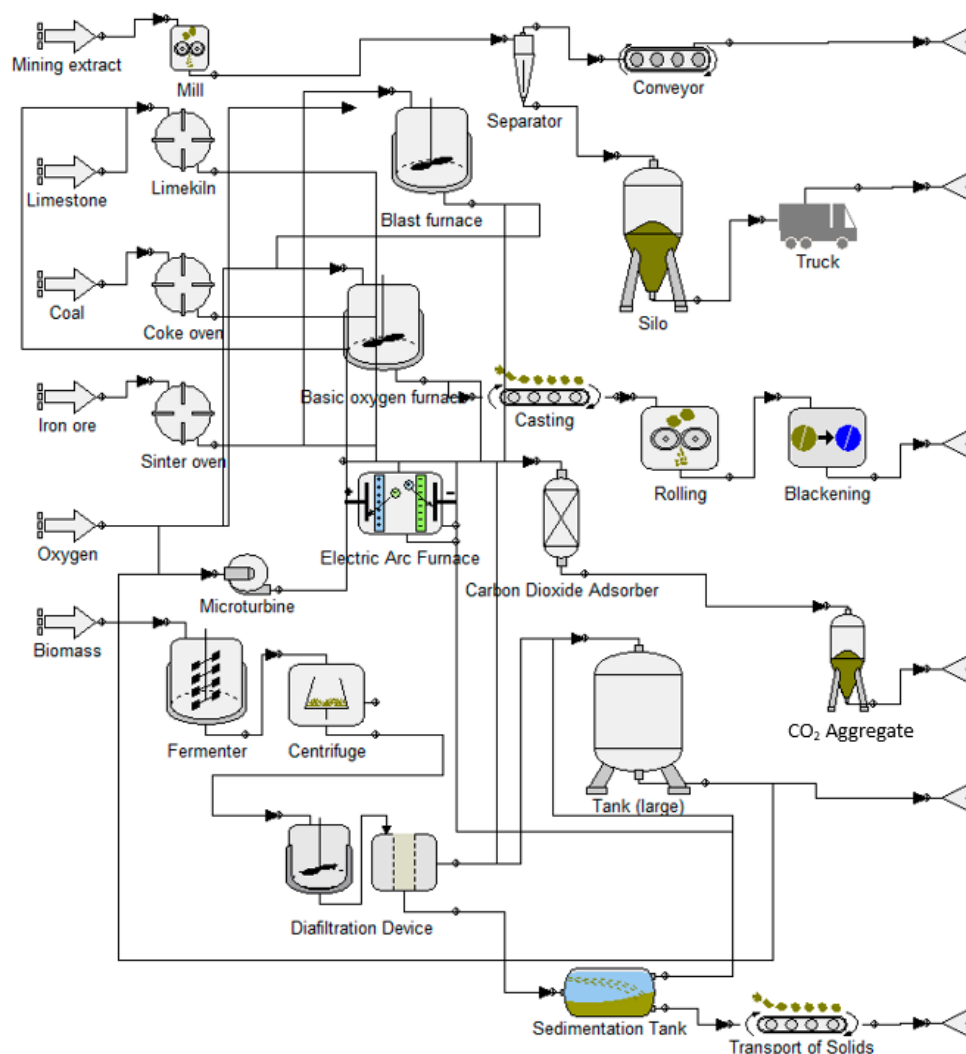 Mining extract
Mill
Separator
Conveyor
Limestone
Limekiln
Blast furnace
Silo
Truck
Coal
Coke oven
Basic oxygen furnace
Iron ore
Sinter oven
Casting
Rolling
Blackening
Oxygen
Electric Arc Furnace
Carbon Dioxide Adsorber
Microturbine
Biomass
Fermenter
Centrifuge
Tank (large)
CO₂ Aggregate
Diafiltration Device
Sedimentation Tank
Transport of Solids